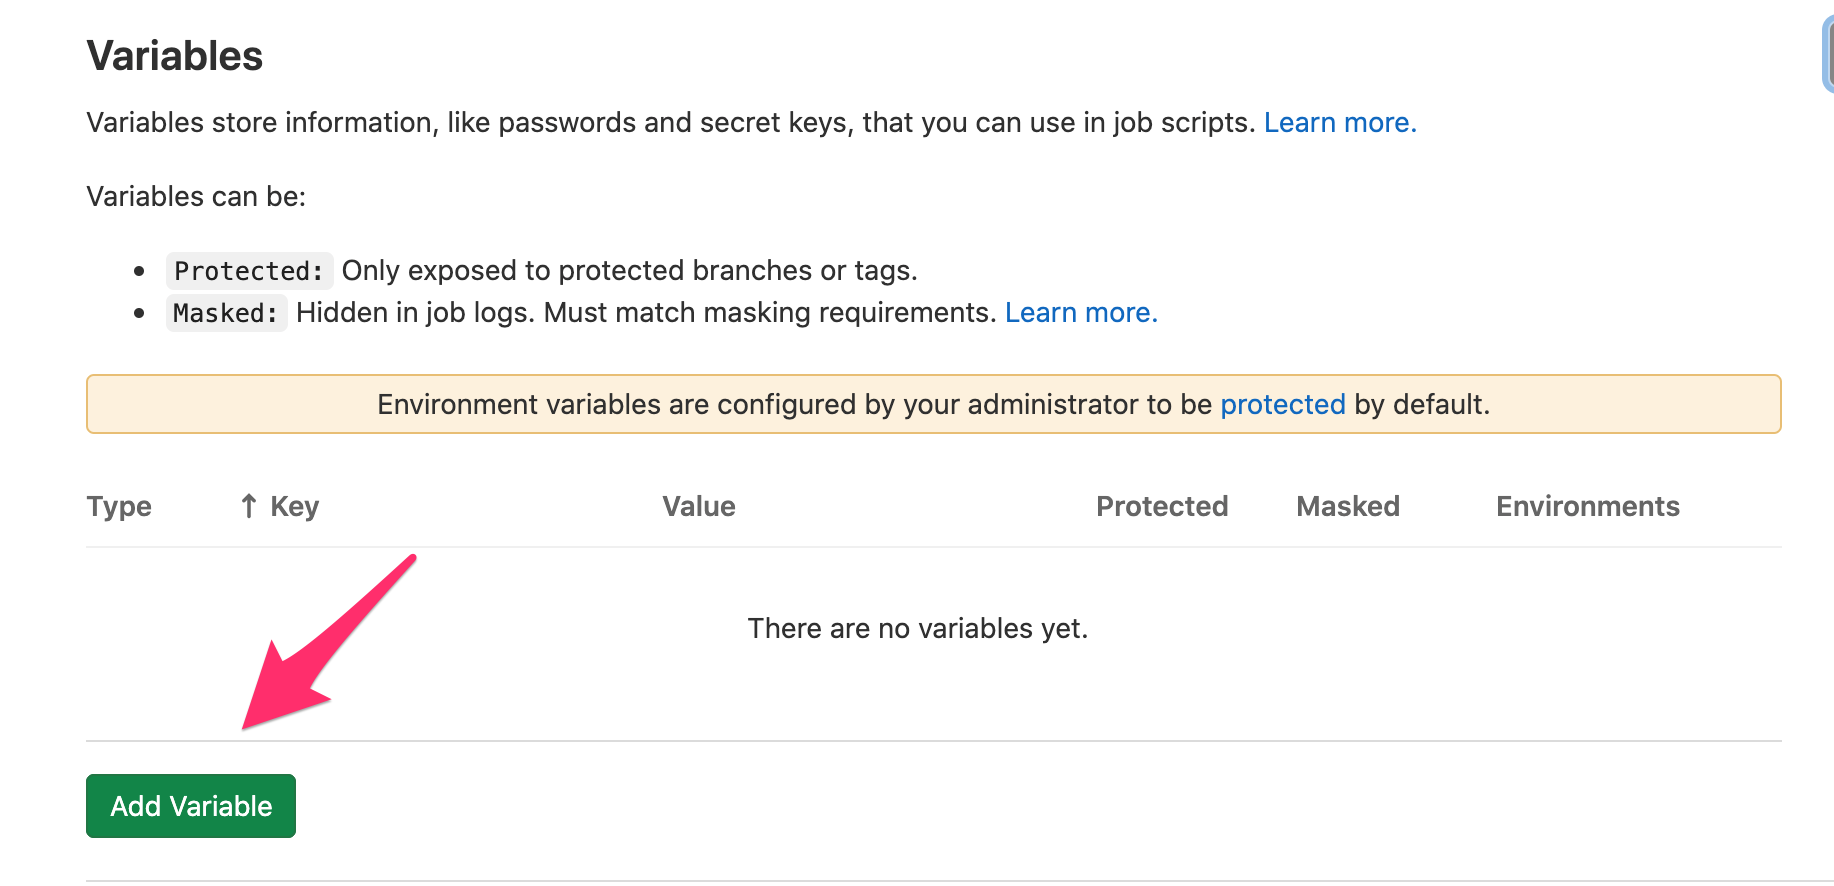 Variables
Variables store information, like passwords and secret keys, that you can use in job scripts. Learn more.
Variables can be:
• Protected: Only exposed to protected branches or tags.
• Masked: Hidden in job logs. Must match masking requirements. Learn more.
Environment variables are configured by your administrator to be protected by default.
Type ↑ Key Value Protected Masked Environments
There are no variables yet.
Add Variable